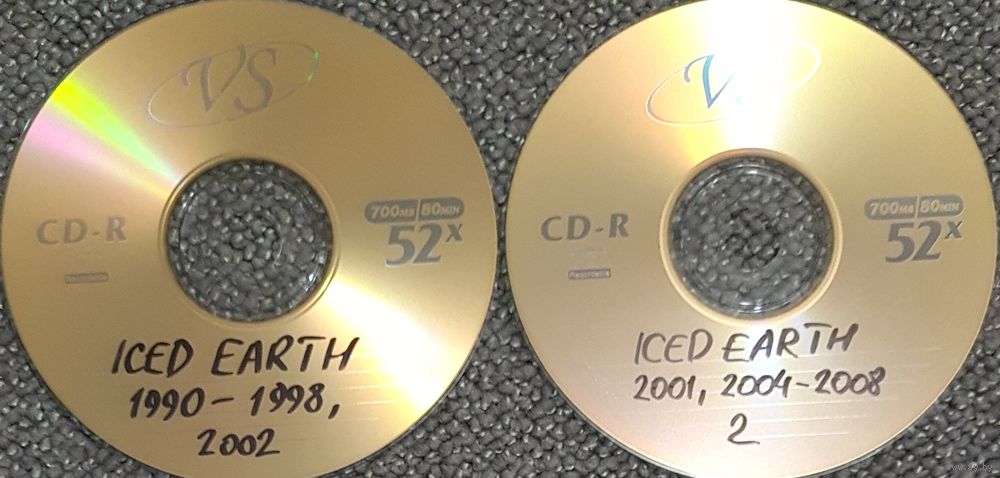 VS
CD-R
700MB 80MIN
52X
ICED EARTH
1990-1998,
2002
V
CD-R
Recordable
700MB 80MIN
52X
ICED EARTH
2001, 2004-2008
2